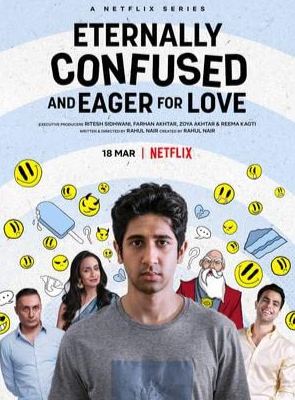 A NETFLIX SERIES
ETERNALLY
CONFUSED
AND EAGER FOR LOVE
EXECUTIVE PRODUCERS RITESH SIDHWANI, FARHAN AKHTAR, ZOYA AKHTAR & REEMA KAGTI
WRITTEN & DIRECTED BY RAHUL NAIR CREATED BY RAHUL NAIR
18 MAR | NETFLIX